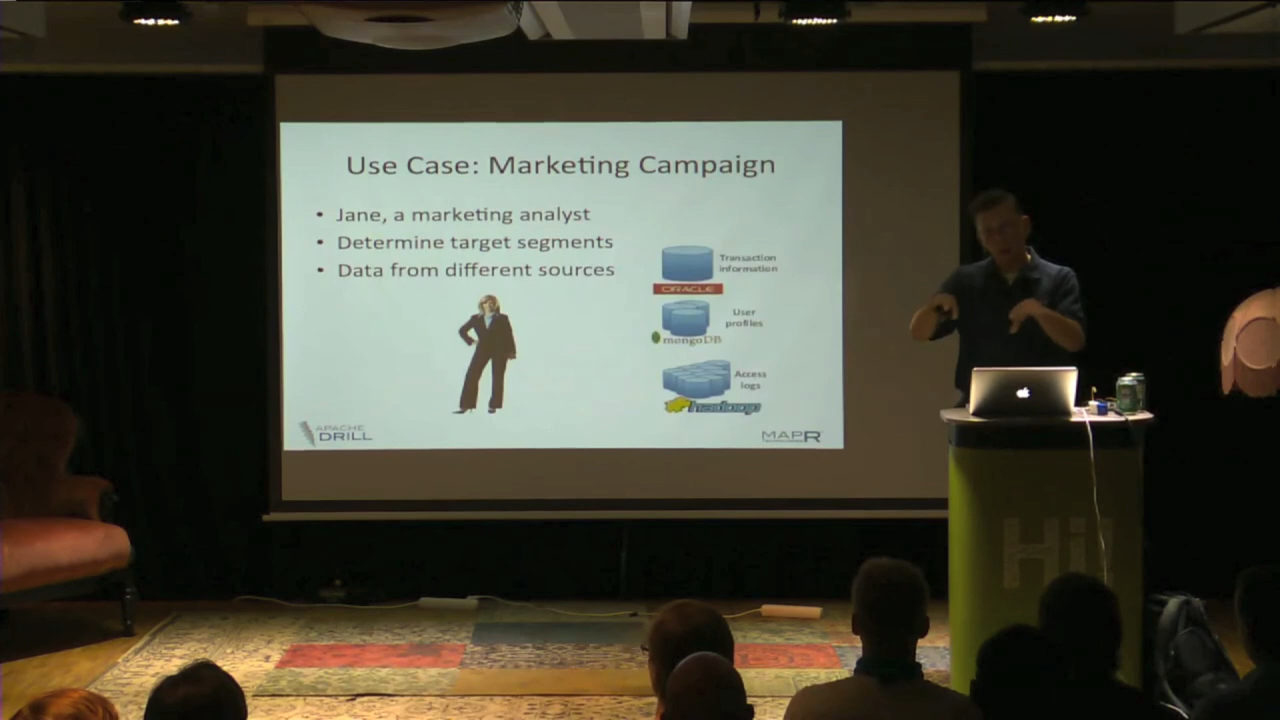 Use Case: Marketing Campaign
• Jane, a marketing analyst
• Determine target segments
• Data from different sources
Transaction
information
ORACLE
User
profiles
mongoDB
Access
logs
hadoop
APACHE
DRILL
MAPR
Hi!